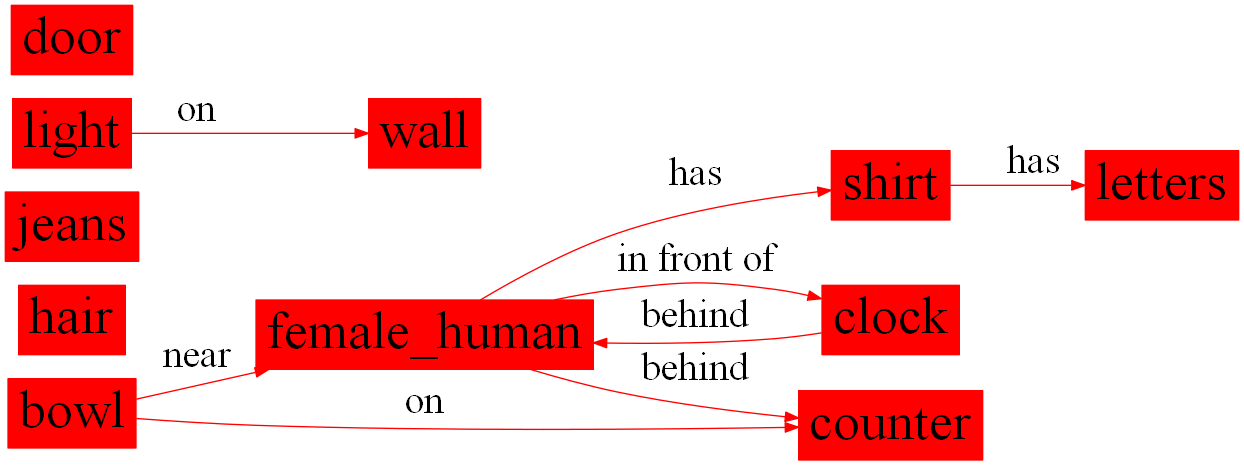 door
light
on
wall
jeans
has
shirt
has
letters
hair
in front of
female_human
behind
clock
near
behind
bowl
on
counter